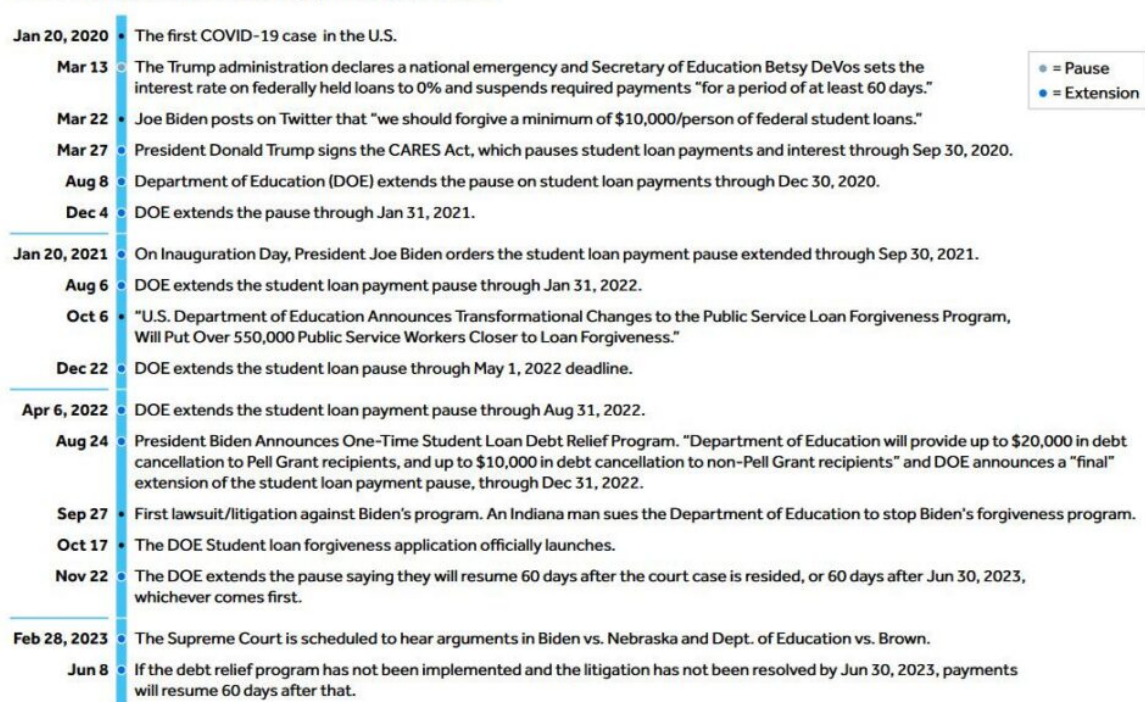 Jan 20, 2020 The first COVID-19 case in the U.S.
Mar 13 The Trump administration declares a national emergency and Secretary of Education Betsy DeVos sets the
interest rate on federally held loans to 0% and suspends required payments "for a period of at least 60 days."
= Pause
= Extension
Mar 22 Joe Biden posts on Twitter that "we should forgive a minimum of $10,000/person of federal student loans."
Mar 27 President Donald Trump signs the CARES Act, which pauses student loan payments and interest through Sep 30, 2020.
Aug 8 Department of Education (DOE) extends the pause on student loan payments through Dec 30, 2020.
Dec 4 DOE extends the pause through Jan 31, 2021.
Jan 20, 2021 On Inauguration Day, President Joe Biden orders the student loan payment pause extended through Sep 30, 2021.
Aug 6 DOE extends the student loan payment pause through Jan 31, 2022.
Oct 6 "U.S. Department of Education Announces Transformational Changes to the Public Service Loan Forgiveness Program,
Will Put Over 550,000 Public Service Workers Closer to Loan Forgiveness."
Dec 22 DOE extends the student loan pause through May 1, 2022 deadline.
Apr 6, 2022 DOE extends the student loan payment pause through Aug 31, 2022.
Aug 24 President Biden Announces One-Time Student Loan Debt Relief Program. "Department of Education will provide up to $20,000 in debt
cancellation to Pell Grant recipients, and up to $10,000 in debt cancellation to non-Pell Grant recipients" and DOE announces a "final"
extension of the student loan payment pause, through Dec 31, 2022.
Sep 27 First lawsuit/litigation against Biden's program. An Indiana man sues the Department of Education to stop Biden's forgiveness program.
Oct 17 The DOE Student loan forgiveness application officially launches.
Nov 22 The DOE extends the pause saying they will resume 60 days after the court case is resided, or 60 days after Jun 30, 2023,
whichever comes first.
Feb 28, 2023 The Supreme Court is scheduled to hear arguments in Biden vs. Nebraska and Dept. of Education vs. Brown.
Jun 8 If the debt relief program has not been implemented and the litigation has not been resolved by Jun 30, 2023, payments
will resume 60 days after that.